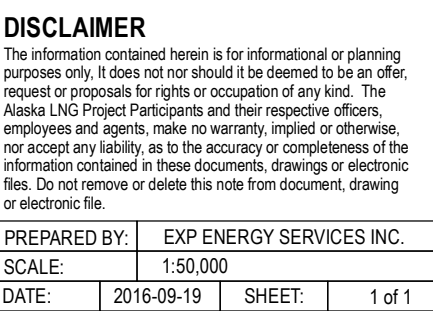 DISCLAIMER
The information contained herein is for informational or planning
purposes only, It does not nor should it be deemed to be an offer,
request or proposals for rights or occupation of any kind. The
Alaska LNG Project Participants and their respective officers,
employees and agents, make no warranty, implied or otherwise,
nor accept any liability, as to the accuracy or completeness of the
information contained in these documents, drawings or electronic
files. Do not remove or delete this note from document, drawing
or electronic file.
PREPARED BY: EXP ENERGY SERVICES INC.
SCALE: 1:50,000
DATE: 2016-09-19 SHEET: 1 of 1